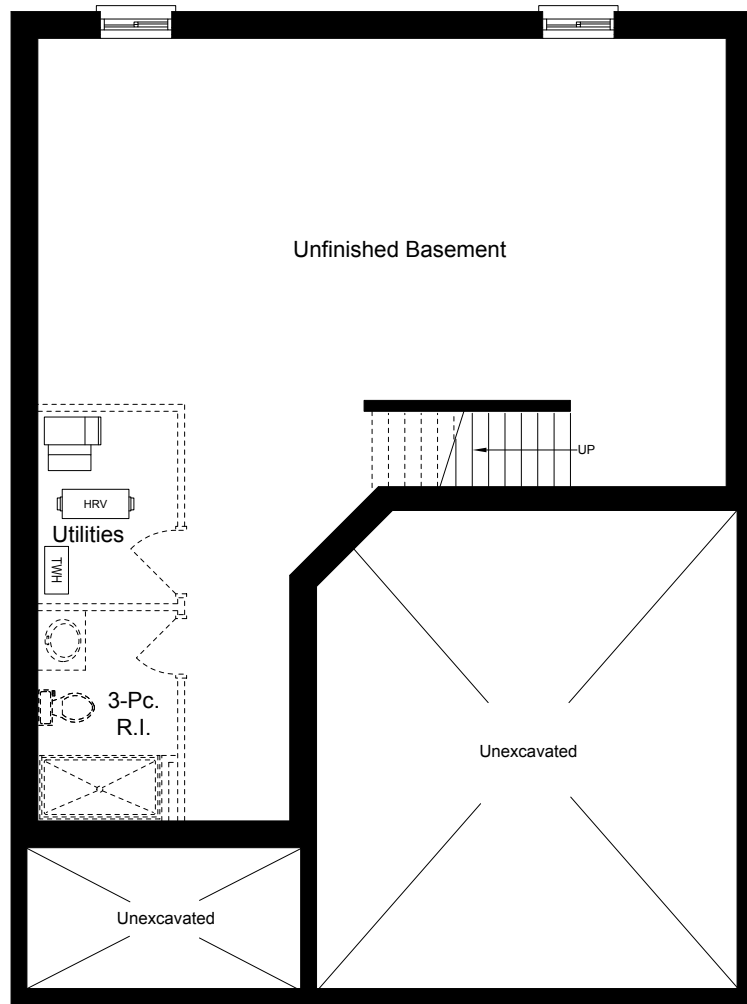 Unfinished Basement
UP
HRV
Utilities
TWH
3-Pc.
R.I.
Unexcavated
Unexcavated